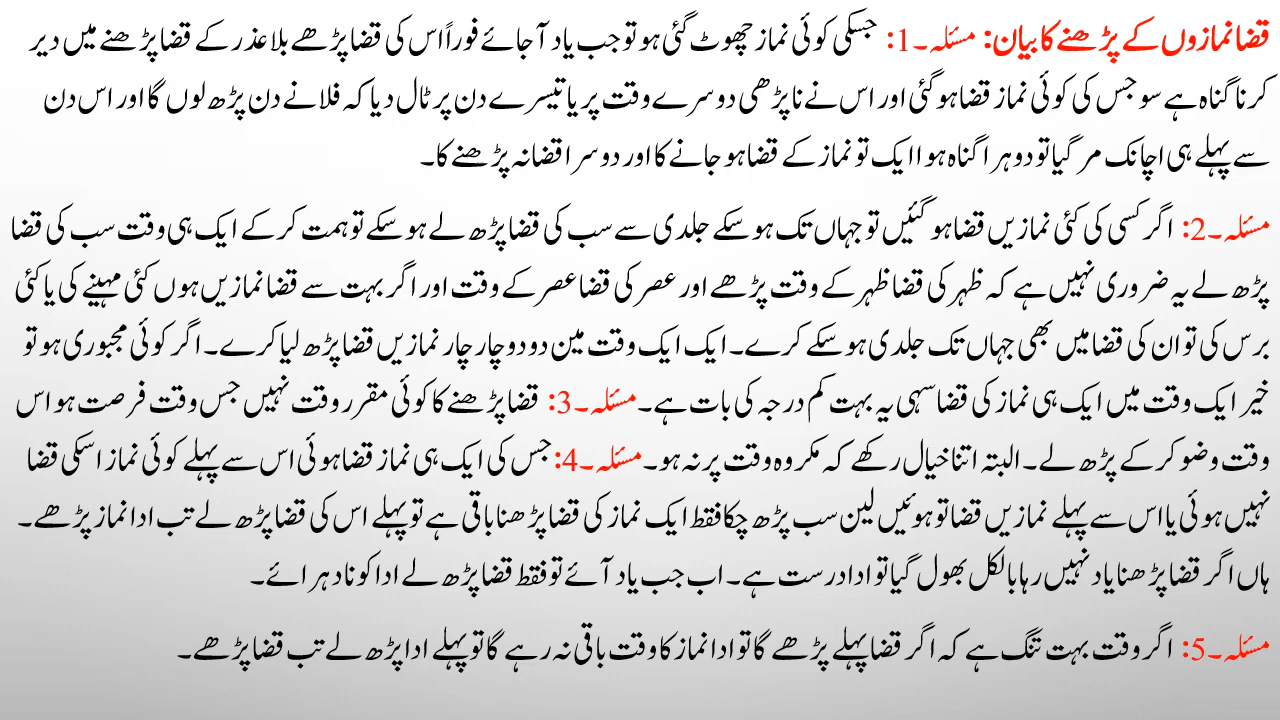 قضا نمازوں کے پڑھنے کا بیان: مسئلہ۔1: جسکی کوئی نماز چھوٹ گئی ہو تو جب یاد آجائے فوراً اس کی قضا پڑھے بلا عذر کے قضا پڑھنے میں دیر
کرنا گناہ ہے سو جس کی کوئی نماز قضا ہو گئی اور اس نے نا پڑھی دوسرے وقت پر یا تیسرے دن پر ٹال دیا کہ فلانے دن پڑھ لوں گا اور اس دن
سے پہلے ہی اچانک مر گیا تو دوہرا گناہ ہوا ایک تو نماز کے قضا ہو جانے کا اور دوسرا قضا نہ پڑھنے کا۔
مسئلہ۔2: اگر کسی کی کئی نمازیں قضا ہو گئیں تو جہاں تک ہو سکے جلدی سے سب کی قضا پڑھ لے ہو سکے تو ہمت کر کے ایک ہی وقت سب کی قضا
پڑھ لے یہ ضروری نہیں ہے کہ ظہر کی قضا ظہر کے وقت پڑھے اور عصر کی قضا عصر کے وقت اور اگر بہت سے قضا نمازیں ہوں کئی مہینے کی یا کئی
برس کی تو ان کی قضا میں بھی جہاں تک جلدی ہو سکے کرے۔ ایک ایک وقت مین دو دو چار چار نمازیں قضا پڑھ لیا کرے۔ اگر کوئی مجبوری ہو تو
خیر ایک وقت میں ایک ہی نماز کی قضا سہی یہ بہت کم درجہ کی بات ہے۔ مسئلہ۔3: قضا پڑھنے کا کوئی مقرر وقت نہیں جس وقت فرصت ہو اس
وقت وضو کر کے پڑھ لے۔ البتہ اتنا خیال رکھے کہ مکروہ وقت پر نہ ہو۔ مسئلہ۔4: جس کی ایک ہی نماز قضا ہوئی اس سے پہلے کوئی نماز اسکی قضا
نہیں ہوئی یا اس سے پہلے نمازیں قضا تو ہوئیں لین سب پڑھ چکا فقط ایک نماز کی قضا پڑھنا باقی ہے تو پہلے اس کی قضا پڑھ لے تب ادا نماز پڑھے۔
ہاں اگر قضا پڑھنا یاد نہیں رہا بالکل بھول گیا تو ادا درست ہے۔ اب جب یاد آئے تو فقط قضا پڑھ لے ادا کو نا دہرائے۔
مسئلہ۔5: اگر وقت بہت تنگ ہے کہ اگر قضا پہلے پڑھے گا تو ادا نماز کا وقت باقی نہ رہے گا تو پہلے ادا پڑھ لے تب قضا پڑھے۔